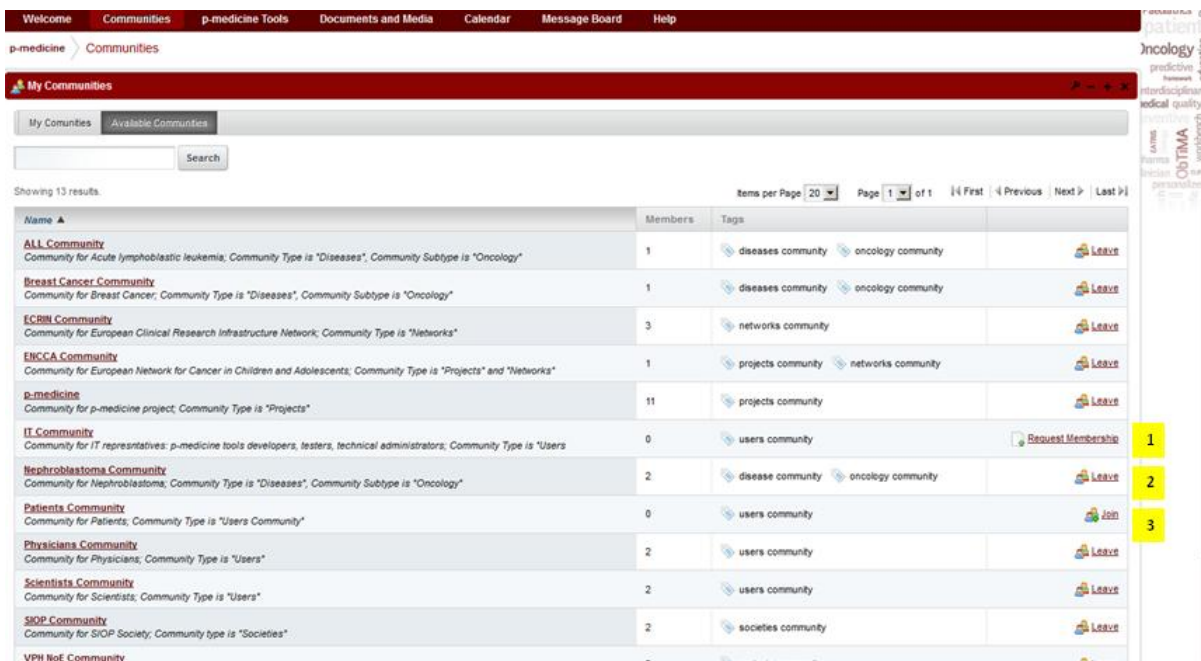 Welcome Communities p-medicine Tools Documents and Media Calendar Message Board Help
p-medicine Communities
My Communities
My Comunities Available Communities
Search
Showing 13 results. Items per Page 20 Page 1 of 1 First Previous Next Last
Name Members Tags
ALL Community
Community for Acute lymphoblastic leukemia; Community Type is "Diseases", Community Subtype is "Oncology" 1 diseases community oncology community Leave
Breast Cancer Community
Community for Breast Cancer; Community Type is "Diseases", Community Subtype is "Oncology" 1 diseases community oncology community Leave
ECRIN Community
Community for European Clinical Research Infrastructure Network; Community Type is "Networks" 3 networks community Leave
ENCCA Community
Community for European Network for Cancer in Children and Adolescents; Community Type is "Projects" and "Networks" 1 projects community networks community Leave
p-medicine
Community for p-medicine project; Community Type is "Projects" 11 projects community Leave
IT Community
Community for IT represntatives: p-medicine tools developers, testers, technical administrators; Community Type is "Users 0 users community Request Membership 1
Nephroblastoma Community
Community for Nephroblastoma; Community Type is "Diseases", Community Subtype is "Oncology" 2 disease community oncology community Leave 2
Patients Community
Community for Patients; Community Type is "Users Community" 0 users community Join 3
Physicians Community
Community for Physicians; Community Type is "Users" 2 users community Leave
Scientists Community
Community for Scientists; Community Type is "Users" 2 users community Leave
SIOP Community
Community for SIOP Society; Community type is "Societies" 2 societies community Leave
VPH NoE Community
patient
Oncology
predictive
medical quality
ObTiMA